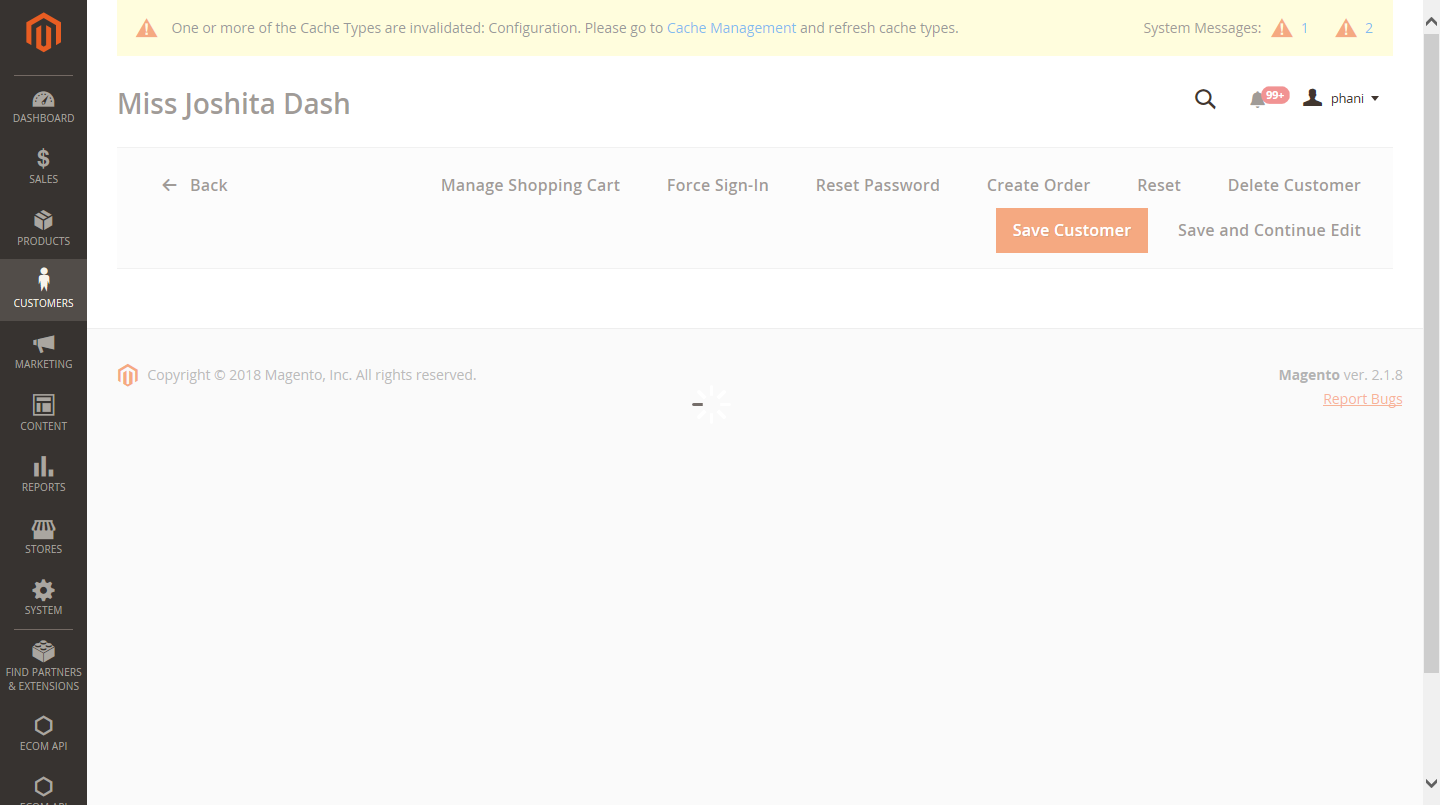 One or more of the Cache Types are invalidated: Configuration. Please go to Cache Management and refresh cache types.
System Messages: 1 2
Miss Joshita Dash
99+
phani
Back
Manage Shopping Cart
Force Sign-In
Reset Password
Create Order
Reset
Delete Customer
Save Customer
Save and Continue Edit
DASHBOARD
$
SALES
PRODUCTS
CUSTOMERS
MARKETING
CONTENT
REPORTS
STORES
SYSTEM
FIND PARTNERS
& EXTENSIONS
ECOM API
ECOM API
Copyright © 2018 Magento, Inc. All rights reserved.
Magento ver. 2.1.8
Report Bugs